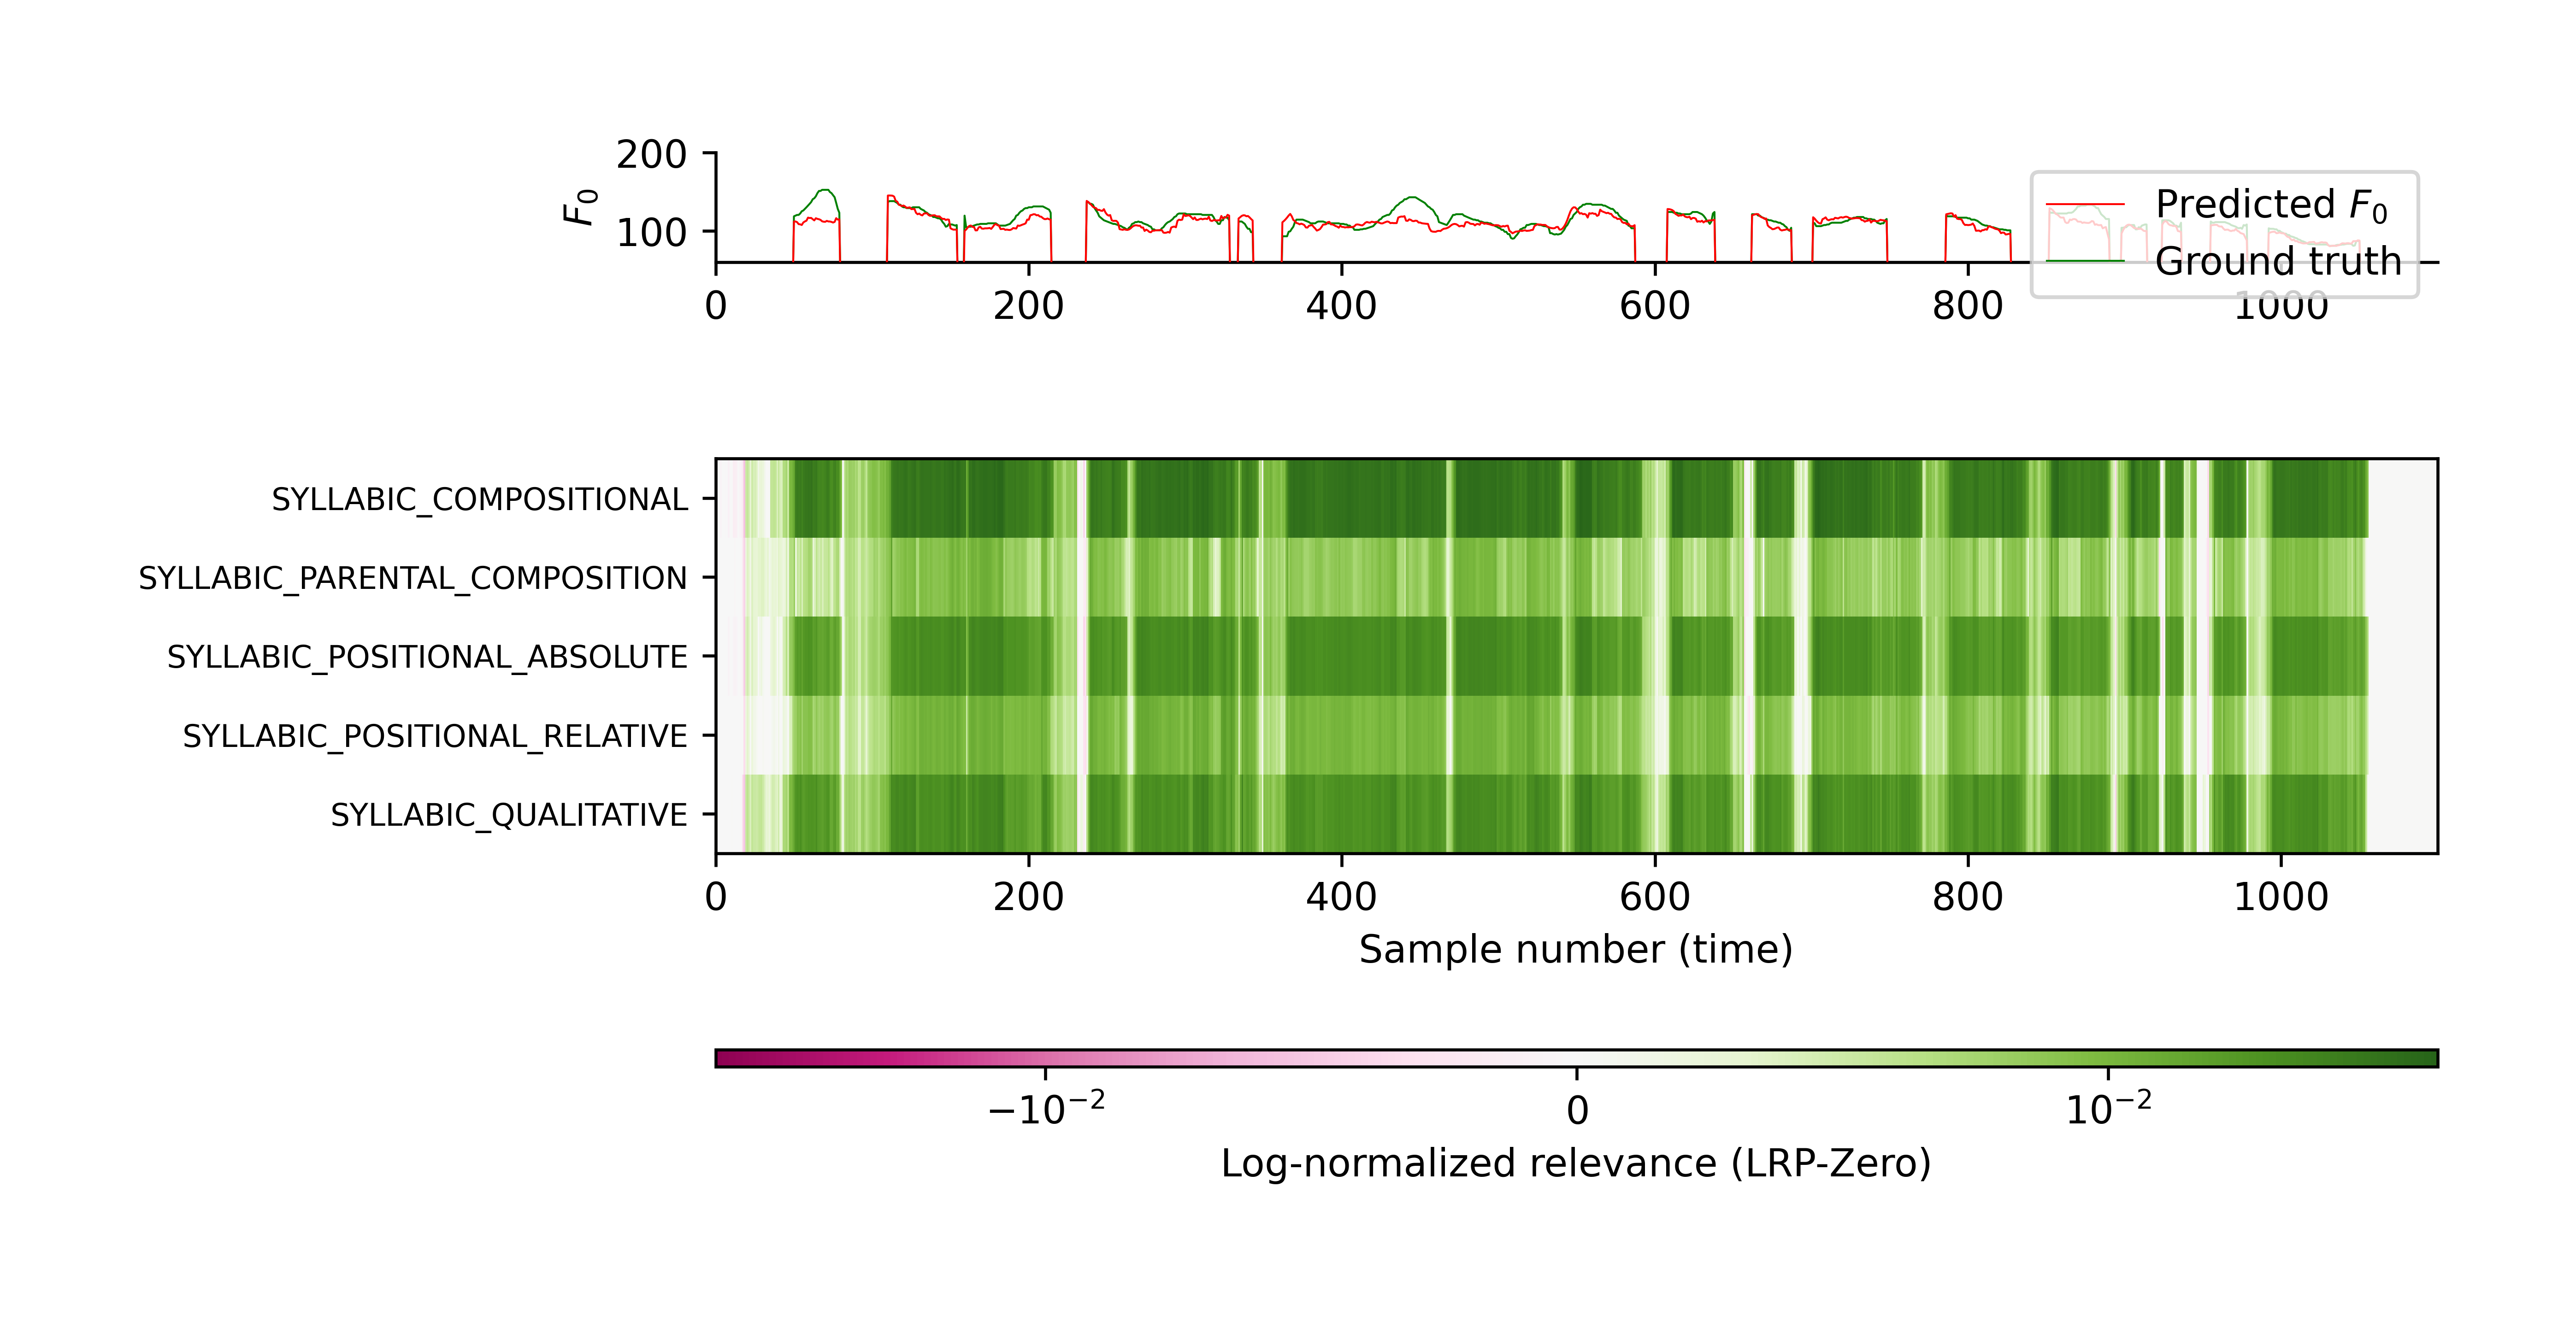 200
100
F₀
Predicted F₀
Ground truth
0 200 400 600 800 1000
SYLLABIC_COMPOSITIONAL
SYLLABIC_PARENTAL_COMPOSITION
SYLLABIC_POSITIONAL_ABSOLUTE
SYLLABIC_POSITIONAL_RELATIVE
SYLLABIC_QUALITATIVE
0 200 400 600 800 1000
Sample number (time)
−10⁻² 0 10⁻²
Log-normalized relevance (LRP-Zero)